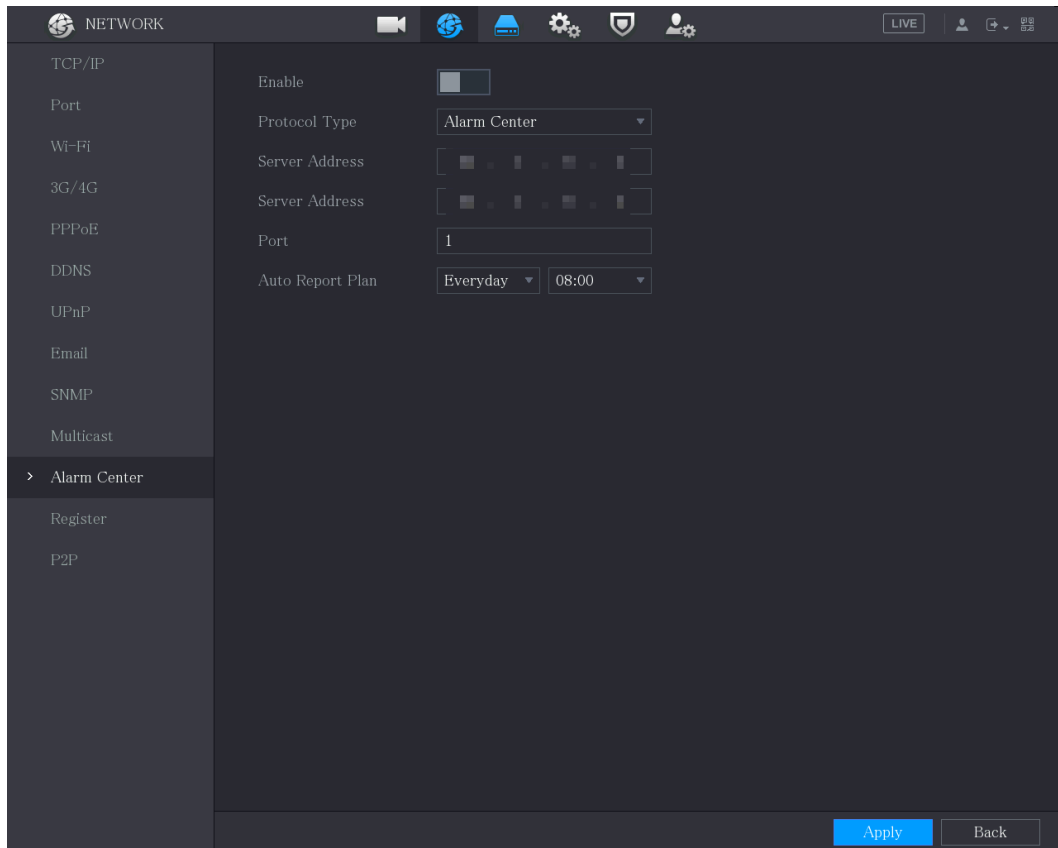 NETWORK
LIVE
TCP/IP
Port
Wi-Fi
3G/4G
PPPoE
DDNS
UPnP
Email
SNMP
Multicast
Alarm Center
Register
P2P
Enable
Protocol Type Alarm Center
Server Address
Server Address
Port 1
Auto Report Plan Everyday 08:00
Apply Back